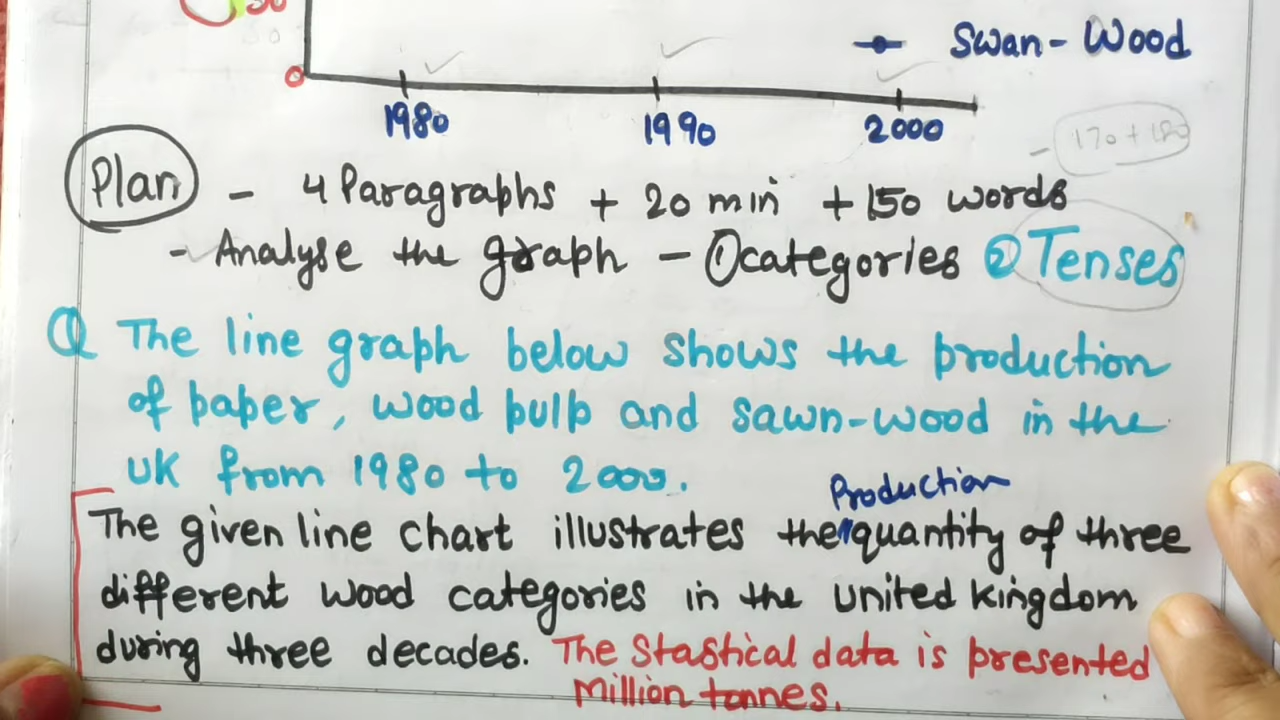 50
Swan-Wood
0
1980 1990 2000
170+180
Plan - 4 Paragraphs + 20 min + 150 words
- Analyse the graph - ① categories ② Tenses
Q The line graph below shows the production
of paper, wood pulp and sawn-wood in the
UK from 1980 to 2000.
Production
The given line chart illustrates the quantity of three
different wood categories in the united kingdom
during three decades. The Stastical data is presented
Million tonnes.